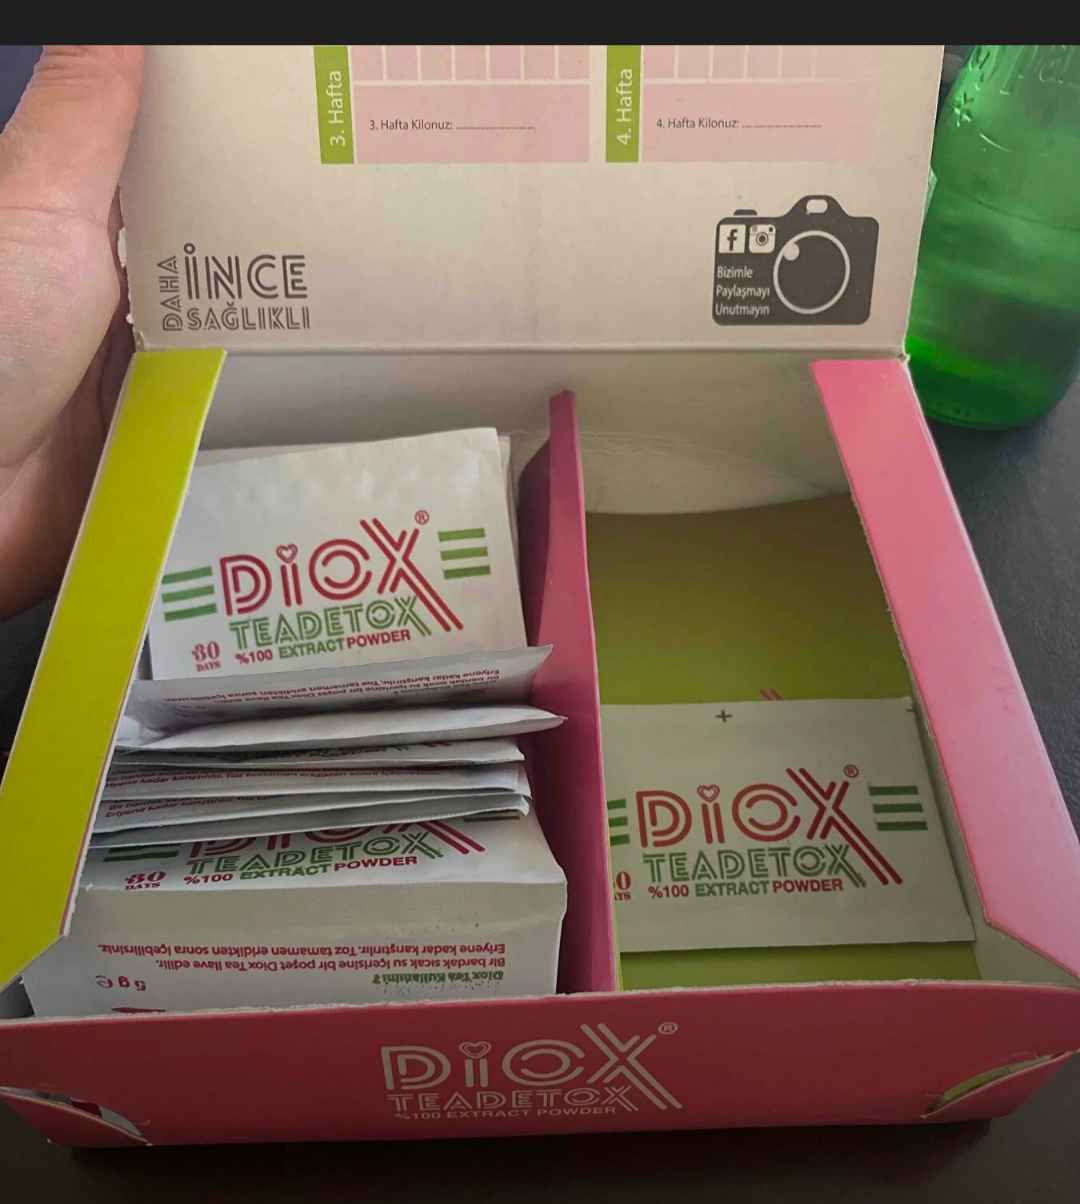 3. Hafta
3. Hafta Kilonuz:
4. Hafta
4. Hafta Kilonuz:
DAHA
İNCE
SAĞLIKLI
Bizimle
Paylaşmayı
Unutmayın
DiOX®
TEADETOX
30
DAYS
%100 EXTRACT POWDER
DiOX
TEADETOX
30
DAYS
%100 EXTRACT POWDER
Diox Tea Kullanımı?
Bir bardak sıcak su içerisine bir poşet Diox Tea ilave edilir.
Eriyene kadar karıştırılır. Toz tamamen eridikten sonra içebilirsiniz.
5 g e
DiOX®
TEADETOX
%100 EXTRACT POWDER
DiOX®
TEADETOX
%100 EXTRACT POWDER